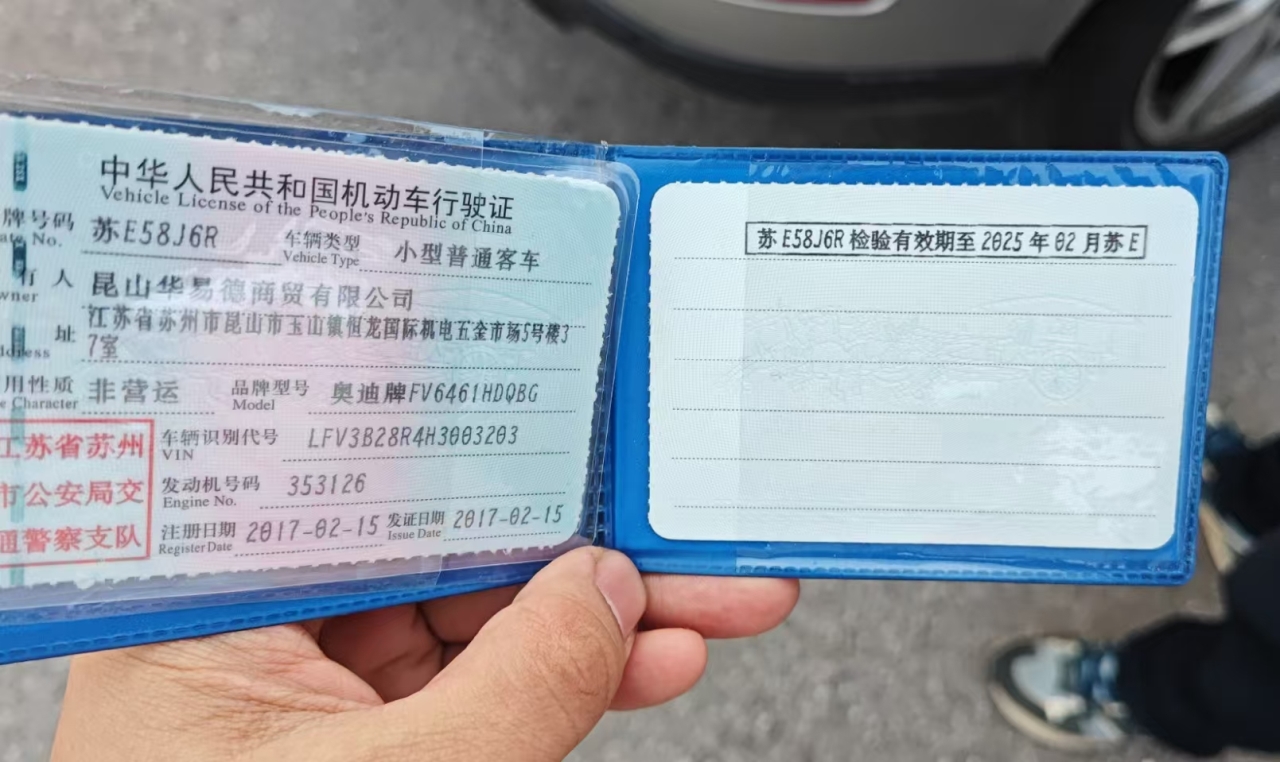 中华人民共和国机动车行驶证
Vehicle License of the People's Republic of China
牌号码 苏E58J6R 车辆类型 小型普通客车
No. Vehicle Type
有人 昆山华易德商贸有限公司
wner
址 江苏省苏州市昆山市玉山镇恒龙国际机电五金市场5号楼3
7室
ddress
用性质 非营运 品牌型号 奥迪牌FV6461HDQBG
e Character Model
江苏省苏州
市公安局交
通警察支队
车辆识别代号 LFV3B28R4H3003203
VIN
发动机号码 353126
Engine No.
注册日期 2017-02-15 发证日期 2017-02-15
Register Date Issue Date
苏E58J6R 检验有效期至 2025 年 02 月苏 E